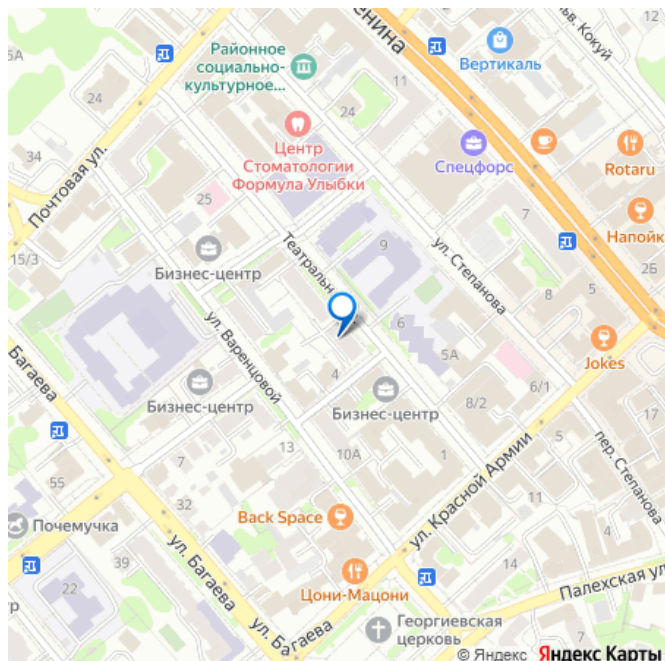 ЕНИНА
ьв. Кокуй
Районное
социально-
культурное...
Вертикаль
11
24
24
Центр
Стоматологии
Формула Улыбки
Спецфорс
Rotaru
34
Почтовая ул.
25
7
Напойк
15/3
Бизнес-центр
Театральн
9
ул. Степанова
8
5
2Б
ул. Варенцовой
6
5А
Jokes
Багаева
Бизнес-центр
4
Бизнес-центр
8/2
6/1
5
17
пер. Степанова
13
10А
1
7
55
32
Back Space
ул. Красной Армии
11
Почемучка
39
22
ул. Багаева
14
Цони-Мацони
Палехская ул
тр
ул. Багаева
Георгиевская
церковь
© Яндекс Яндекс Карты